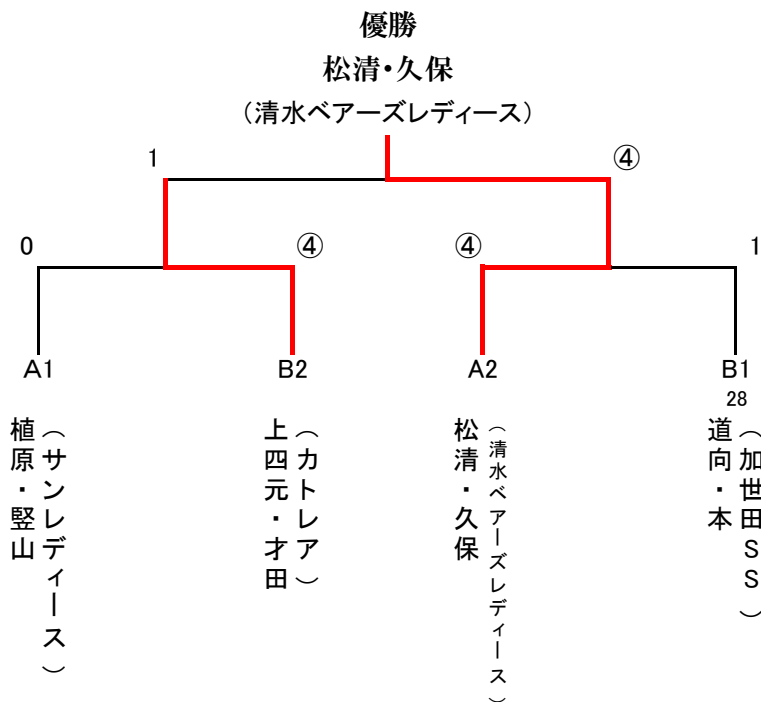 優勝
松清・久保
（清水ベアーズレディース）
1
④
0
④
④
1
A1
B2
A2
B1
28
植原・竪山
（サンレディース）
上四元・才田
（カトレア）
松清・久保
（清水ベアーズレディース）
道向・本
（加世田ＳＳ）